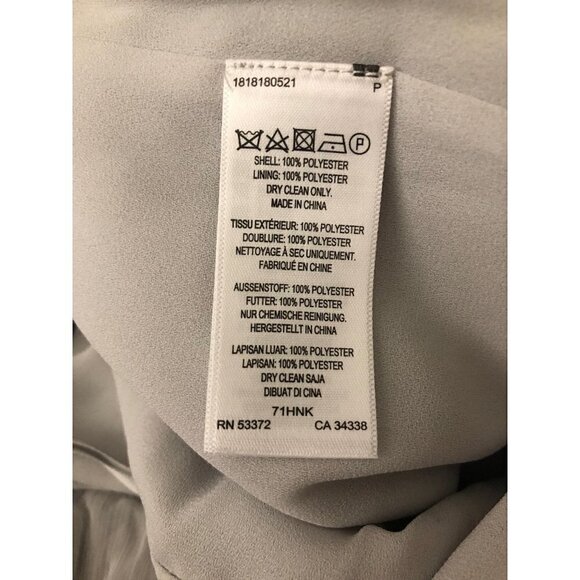 1818180521 P
P
SHELL: 100% POLYESTER
LINING: 100% POLYESTER
DRY CLEAN ONLY.
MADE IN CHINA
TISSU EXTÉRIEUR: 100% POLYESTER
DOUBLURE: 100% POLYESTER
NETTOYAGE À SEC UNIQUEMENT.
FABRIQUÉ EN CHINE
AUSSENSTOFF: 100% POLYESTER
FUTTER: 100% POLYESTER
NUR CHEMISCHE REINIGUNG.
HERGESTELLT IN CHINA
LAPISAN LUAR: 100% POLYESTER
LAPISAN: 100% POLYESTER
DRY CLEAN SAJA
DIBUAT DI CINA
71HNK
RN 53372 CA 34338